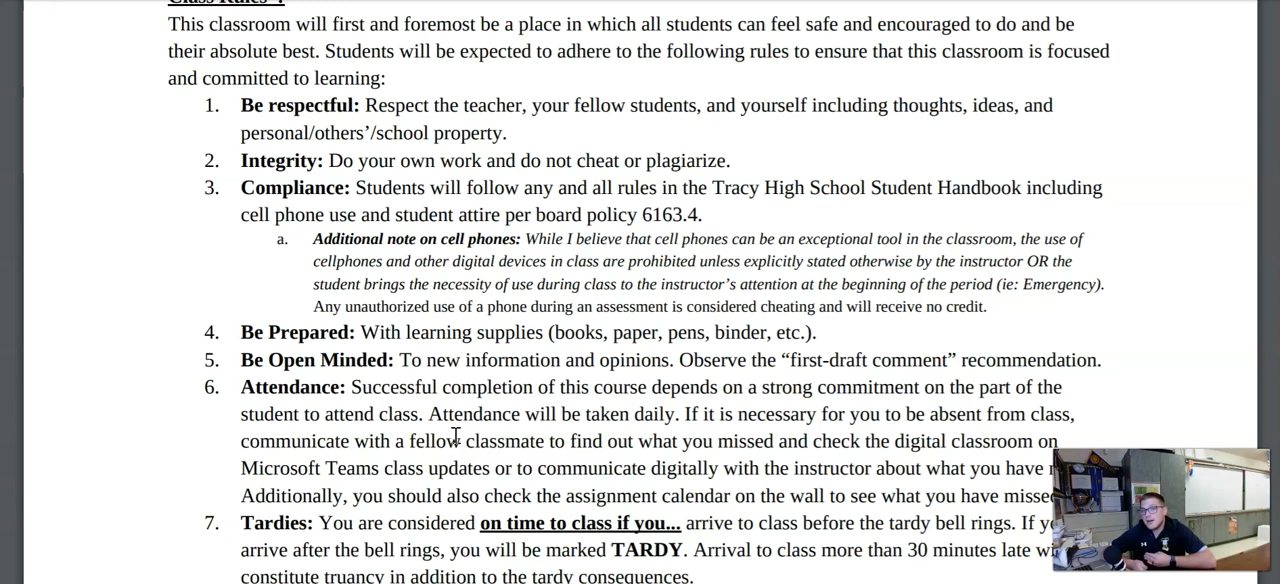 Class Rules*:
This classroom will first and foremost be a place in which all students can feel safe and encouraged to do and be
their absolute best. Students will be expected to adhere to the following rules to ensure that this classroom is focused
and committed to learning:
1. Be respectful: Respect the teacher, your fellow students, and yourself including thoughts, ideas, and
personal/others’/school property.
2. Integrity: Do your own work and do not cheat or plagiarize.
3. Compliance: Students will follow any and all rules in the Tracy High School Student Handbook including
cell phone use and student attire per board policy 6163.4.
a. Additional note on cell phones: While I believe that cell phones can be an exceptional tool in the classroom, the use of
cellphones and other digital devices in class are prohibited unless explicitly stated otherwise by the instructor OR the
student brings the necessity of use during class to the instructor’s attention at the beginning of the period (ie: Emergency).
Any unauthorized use of a phone during an assessment is considered cheating and will receive no credit.
4. Be Prepared: With learning supplies (books, paper, pens, binder, etc.).
5. Be Open Minded: To new information and opinions. Observe the “first-draft comment” recommendation.
6. Attendance: Successful completion of this course depends on a strong commitment on the part of the
student to attend class. Attendance will be taken daily. If it is necessary for you to be absent from class,
communicate with a fellow classmate to find out what you missed and check the digital classroom on
Microsoft Teams class updates or to communicate digitally with the instructor about what you have
Additionally, you should also check the assignment calendar on the wall to see what you have missed
7. Tardies: You are considered on time to class if you... arrive to class before the tardy bell rings. If
arrive after the bell rings, you will be marked TARDY. Arrival to class more than 30 minutes late
constitute truancy in addition to the tardy consequences.